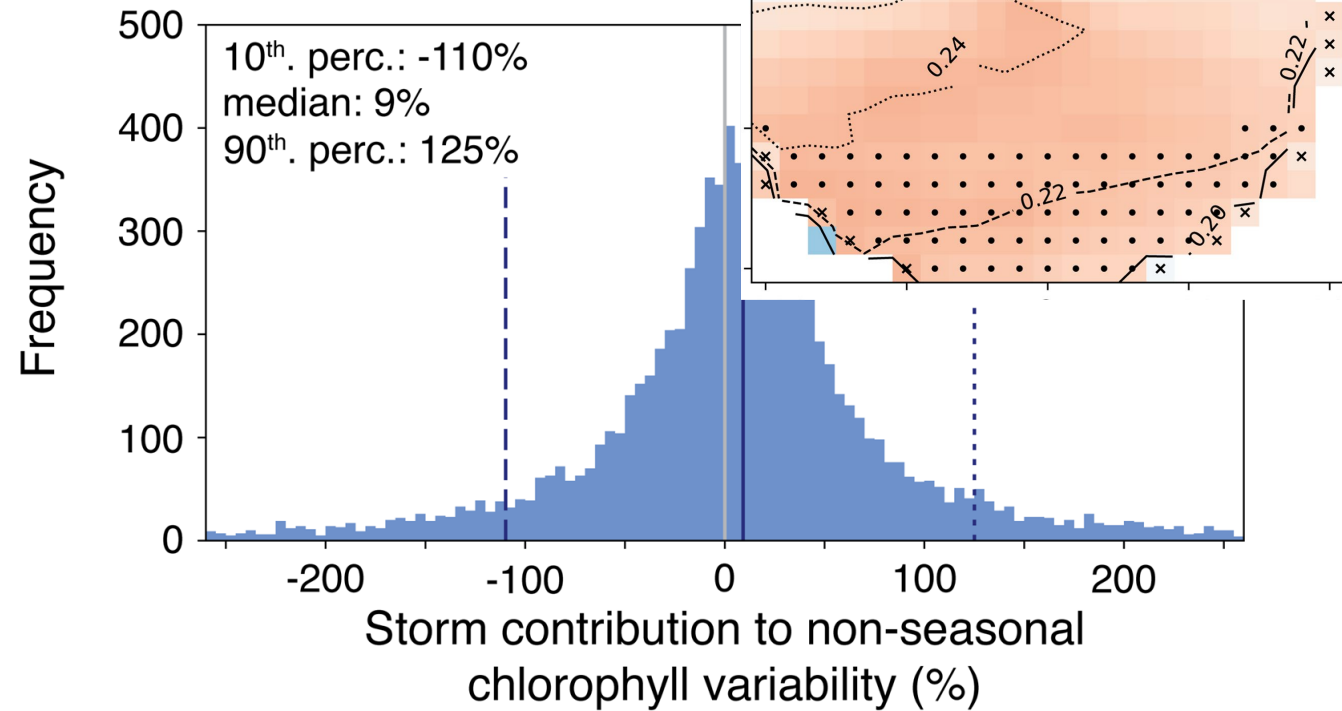 500
400
300
200
100
0
Frequency
10th. perc.: -110%
median: 9%
90th. perc.: 125%
0.24
0.22
0.22
0.20
-200 -100 0 100 200
Storm contribution to non-seasonal
chlorophyll variability (%)